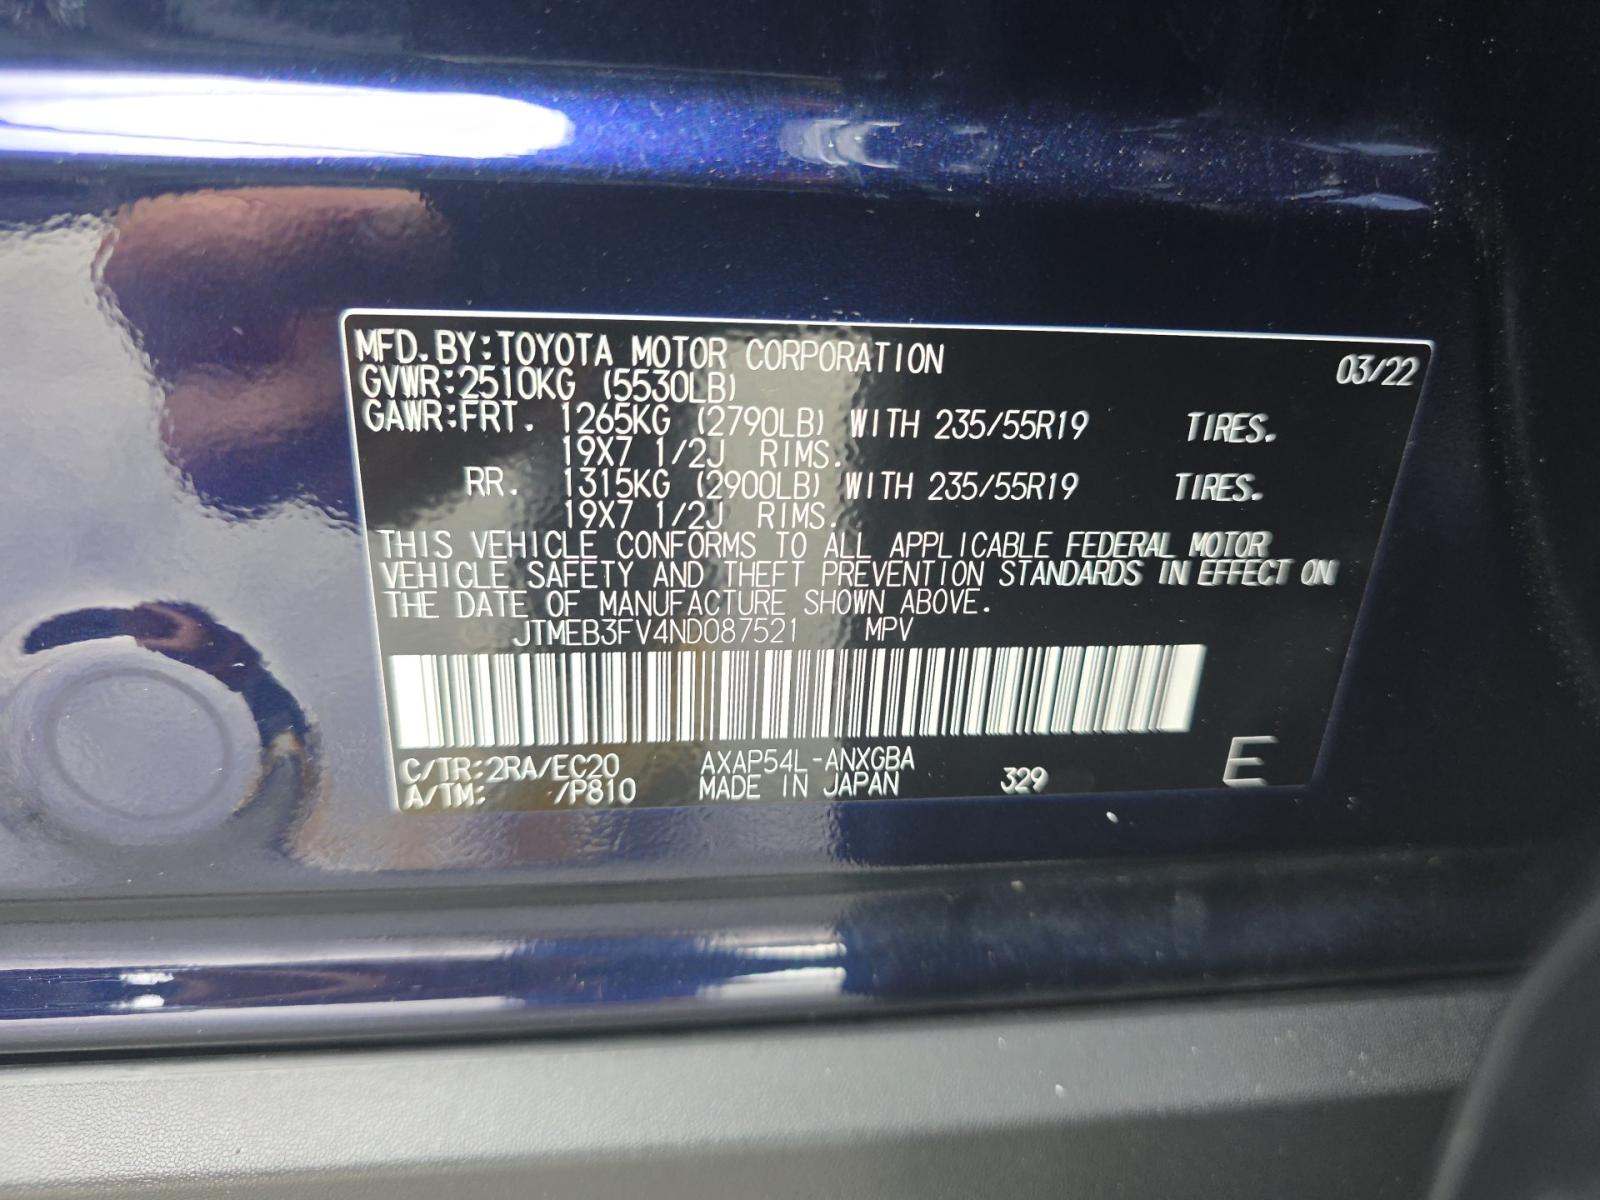 MFD. BY: TOYOTA MOTOR CORPORATION 03/22
GVWR: 2510KG (5530LB)
GAWR: FRT. 1265KG (2790LB) WITH 235/55R19 TIRES.
19X7 1/2J RIMS.
RR. 1315KG (2900LB) WITH 235/55R19 TIRES.
19X7 1/2J RIMS.
THIS VEHICLE CONFORMS TO ALL APPLICABLE FEDERAL MOTOR
VEHICLE SAFETY AND THEFT PREVENTION STANDARDS IN EFFECT ON
THE DATE OF MANUFACTURE SHOWN ABOVE.
JTMEB3FV4ND087521 MPV
C/TR: 2RA/EC20 AXAP54L-ANXGBA
A/TM: /P810 MADE IN JAPAN 329 E